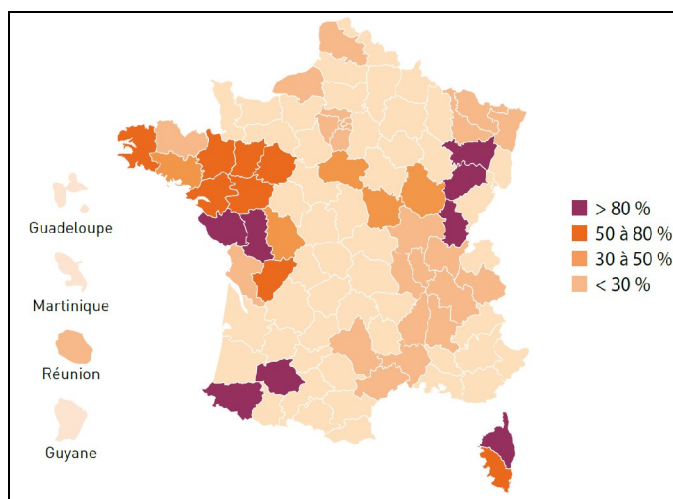 Guadeloupe
Martinique
Réunion
Guyane
> 80 %
50 à 80 %
30 à 50 %
< 30 %